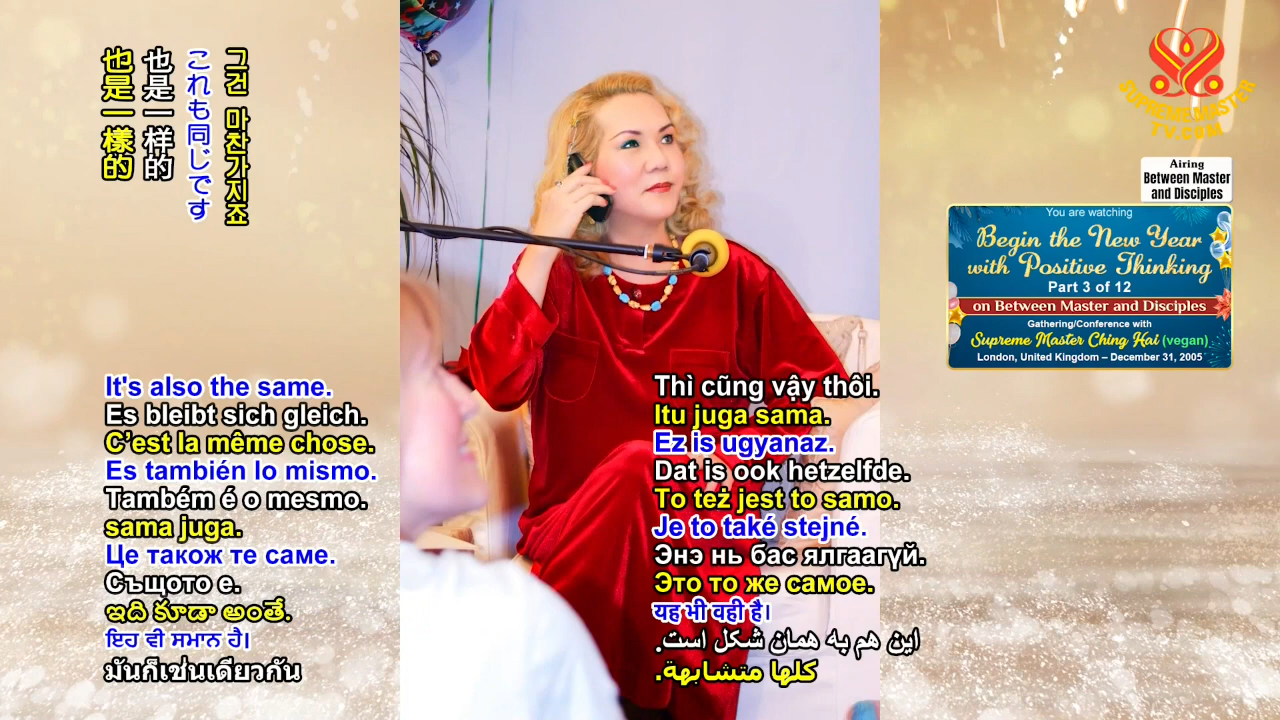 그건 마찬가지죠
これも同じです
也是一样的
也是一樣的
It's also the same.
Es bleibt sich gleich.
C'est la même chose.
Es también lo mismo.
Também é o mesmo.
sama juga.
Це також те саме.
Същото е.
ఇది కూడా అంతే.
ਇਹ ਵੀ ਸਮਾਨ ਹੈ।
มันก็เช่นเดียวกัน
Thì cũng vậy thôi.
Itu juga sama.
Ez is ugyanaz.
Dat is ook hetzelfde.
To też jest to samo.
Je to také stejné.
Энэ нь бас ялгаагүй.
Это то же самое.
यह भी वही है।
این هم به همان شکل است.
كلها متشابهة.
SUPREME MASTER
TV.COM
Airing
Between Master
and Disciples
You are watching
Begin the New Year
with Positive Thinking
Part 3 of 12
on Between Master and Disciples
Gathering/Conference with
Supreme Master Ching Hai (vegan)
London, United Kingdom – December 31, 2005